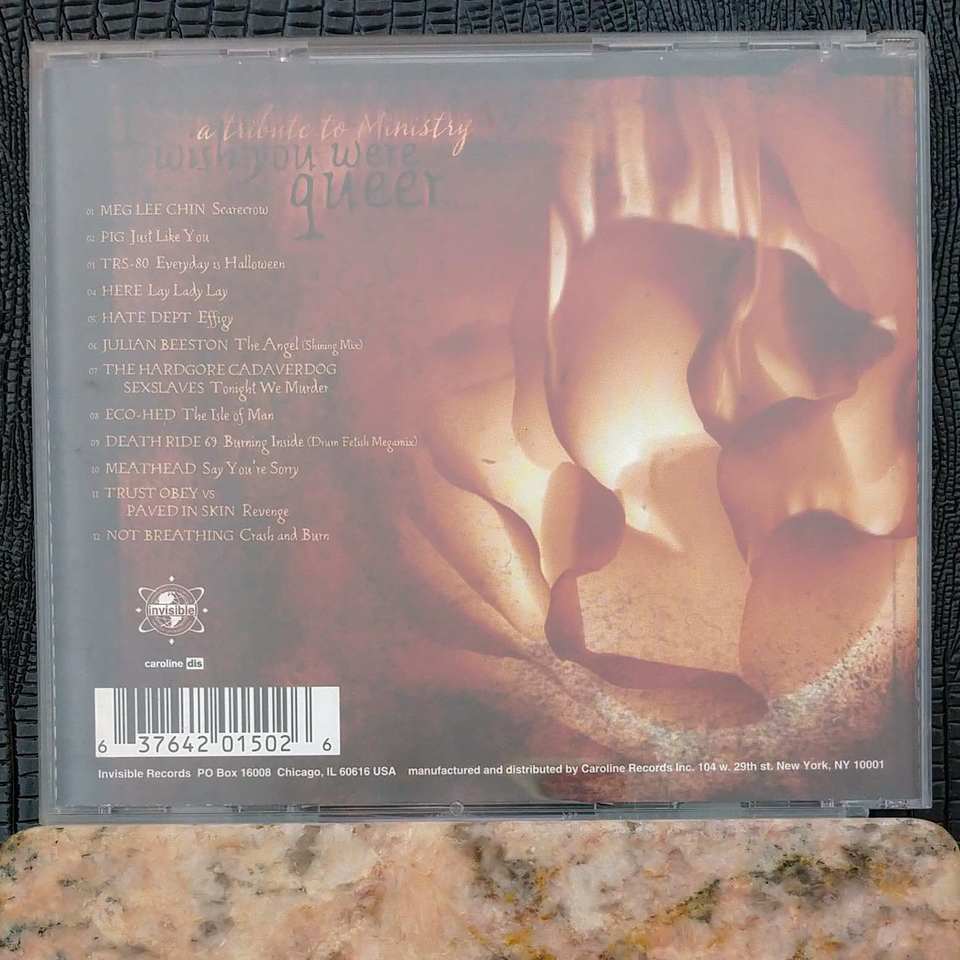 a tribute to Ministry
wish you were
queer
01 MEG LEE CHIN Scarecrow
02 PIG Just Like You
03 TRS-80 Everyday is Halloween
04 HERE Lay Lady Lay
05 HATE DEPT Effigy
06 JULIAN BEESTON The Angel (Shining Mix)
07 THE HARDGORE CADAVERDOG
SEXSLAVES Tonight We Murder
08 ECO-HED The Isle of Man
09 DEATH RIDE 69 Burning Inside (Drum Fetish Megamix)
10 MEATHEAD Say You're Sorry
11 TRUST OBEY VS
PAVED IN SKIN Revenge
12 NOT BREATHING Crash and Burn
invisible
caroline dis
6 37642 01502 6
Invisible Records PO Box 16008 Chicago, IL 60616 USA manufactured and distributed by Caroline Records Inc. 104 w. 29th st. New York, NY 10001